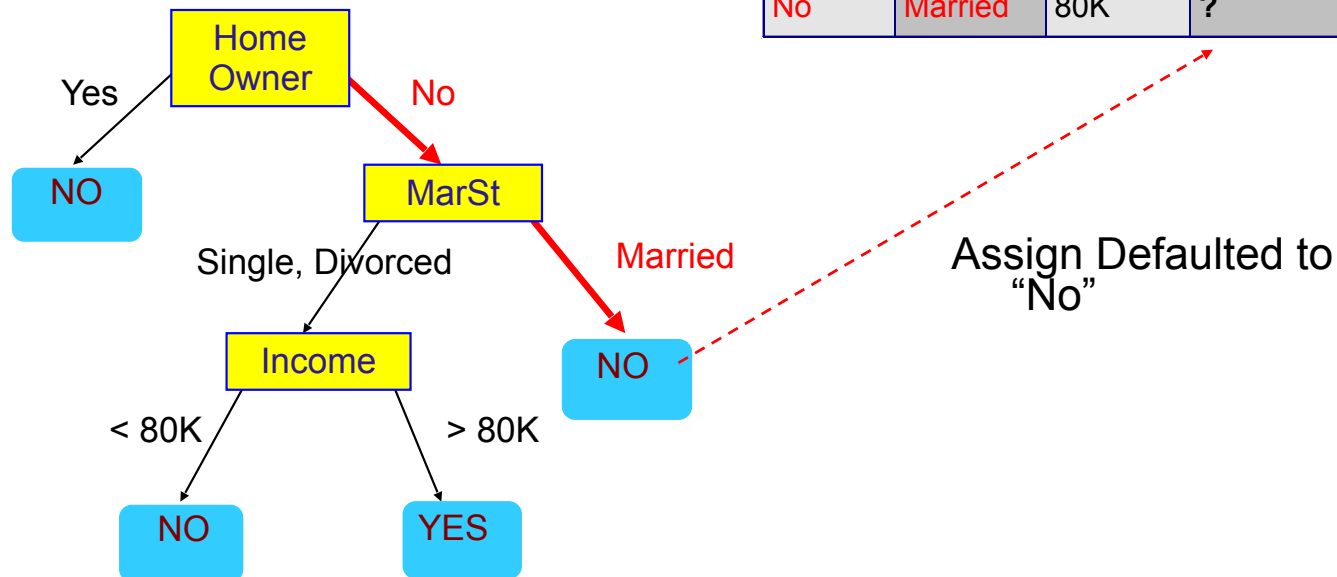 No Married 80K ?
Home
Owner
Yes No
NO
MarSt
Single, Divorced Married
Assign Defaulted to
“No”
Income
NO
< 80K > 80K
NO YES